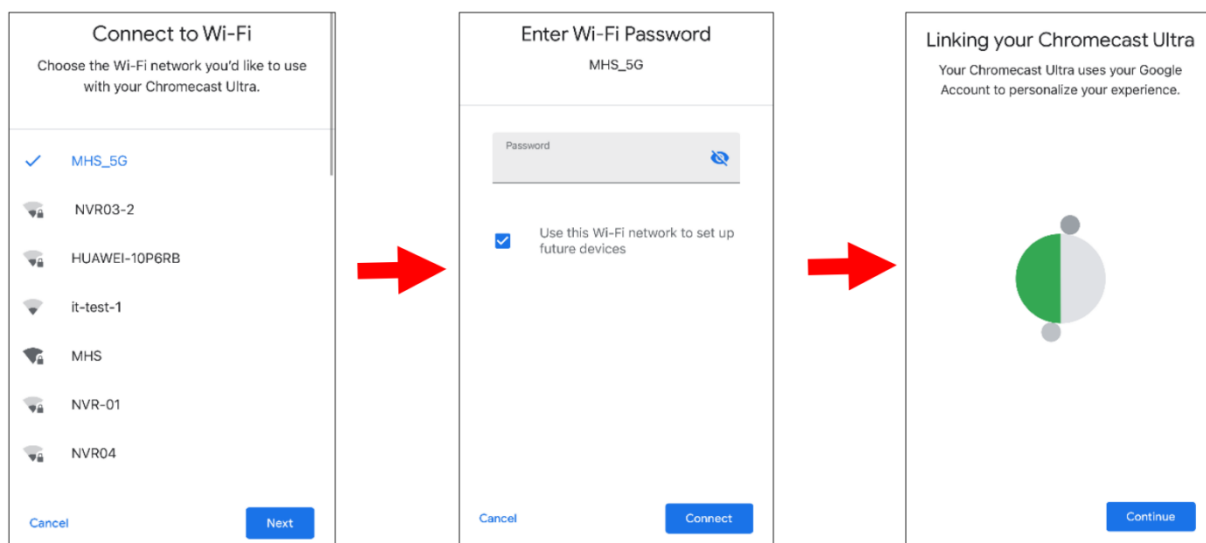 Connect to Wi-Fi
Choose the Wi-Fi network you'd like to use
with your Chromecast Ultra.
MHS_5G
NVR03-2
HUAWEI-10P6RB
it-test-1
MHS
NVR-01
NVR04
Cancel
Next
Enter Wi-Fi Password
MHS_5G
Password
Use this Wi-Fi network to set up
future devices
Cancel
Connect
Linking your Chromecast Ultra
Your Chromecast Ultra uses your Google
Account to personalize your experience.
Continue